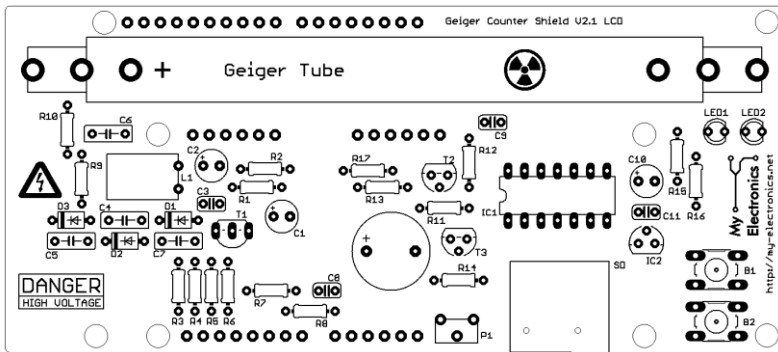 Geiger Counter Shield V2.1 LCD
+ Geiger Tube
LED1 LED2
R10
C6
C9
C2
R2
R17
T2
R12
C10
R9
L1
R1
R13
R15
C3
R16
D3
C4
D1
T1
C1
R11
IC1
C11
C5
D2
C7
T3
IC2
My
Electronics
https//my-electronics.net
DANGER
HIGH VOLTAGE
R14
SD
B1
R3 R4 R5 R6
R7
C8
R8
P1
B2